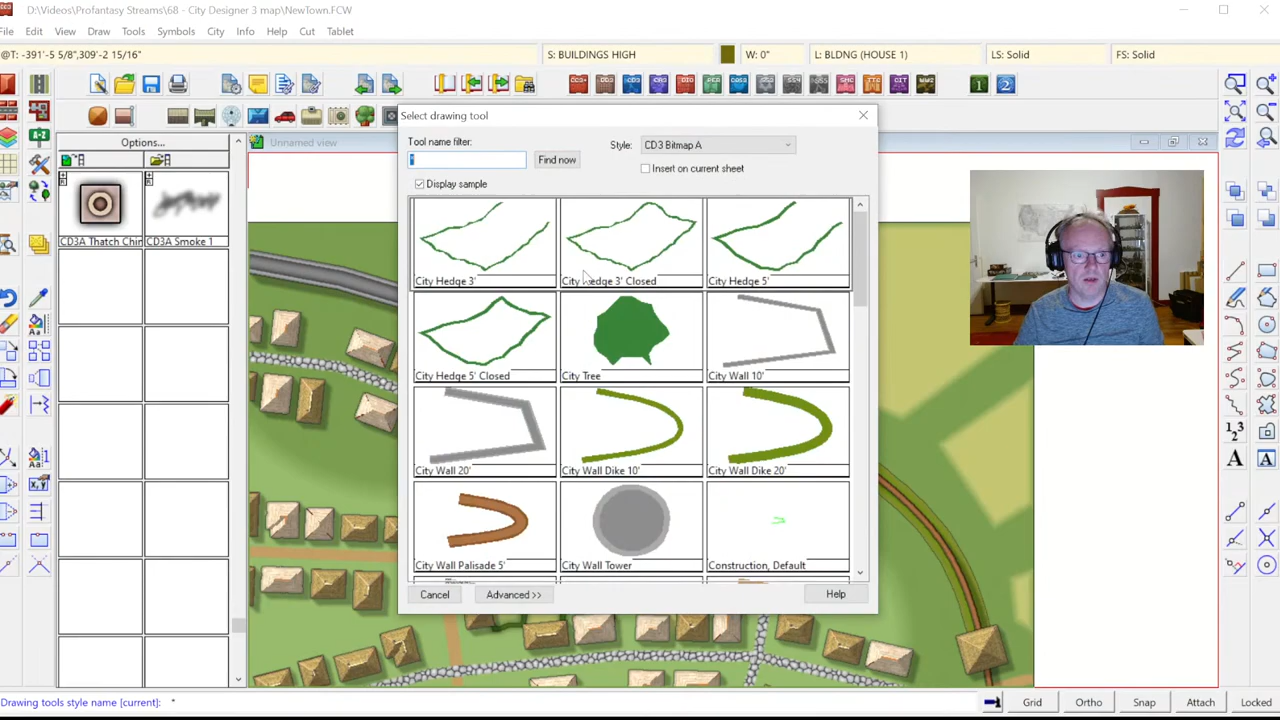 D:\Videos\Profantasy Streams\68 - City Designer 3 map\NewTown.FCW
File Edit View Draw Tools Symbols City Info Help Cut Tablet
@T: -391'-5 5/8",309'-2 15/16"
S: BUILDINGS HIGH
W: 0"
L: BLDNG (HOUSE 1)
LS: Solid
FS: Solid
Options...
Unnamed view
CD3A Thatch Chin
CD3A Smoke 1
Select drawing tool
Tool name filter:
Find now
Style:
CD3 Bitmap A
Insert on current sheet
Display sample
City Hedge 3'
City Hedge 3' Closed
City Hedge 5'
City Hedge 5' Closed
City Tree
City Wall 10'
City Wall 20'
City Wall Dike 10'
City Wall Dike 20'
City Wall Palisade 5'
City Wall Tower
Construction, Default
Cancel
Advanced >>
Help
Drawing tools style name [current]: *
Grid
Ortho
Snap
Attach
Locked